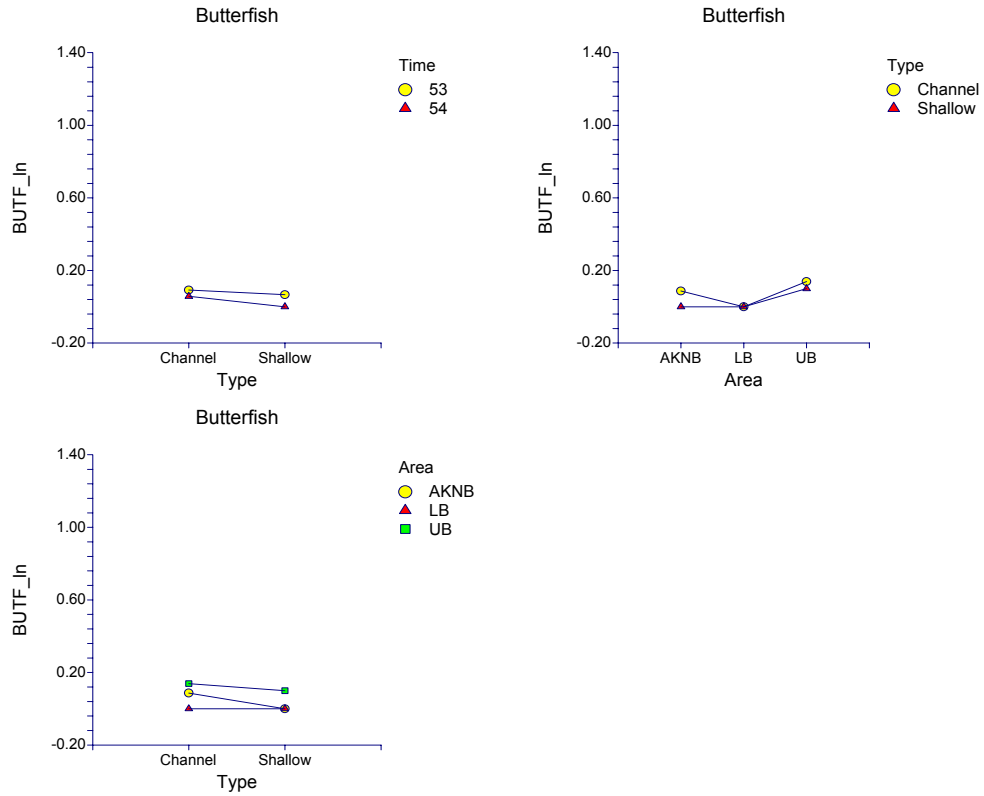 Butterfish
1.40
1.00
0.60
0.20
-0.20
BUTF_ln
Channel Shallow
Type
Time
53
54
Butterfish
1.40
1.00
0.60
0.20
-0.20
BUTF_ln
AKNB LB UB
Area
Type
Channel
Shallow
Butterfish
1.40
1.00
0.60
0.20
-0.20
BUTF_ln
Channel Shallow
Type
Area
AKNB
LB
UB